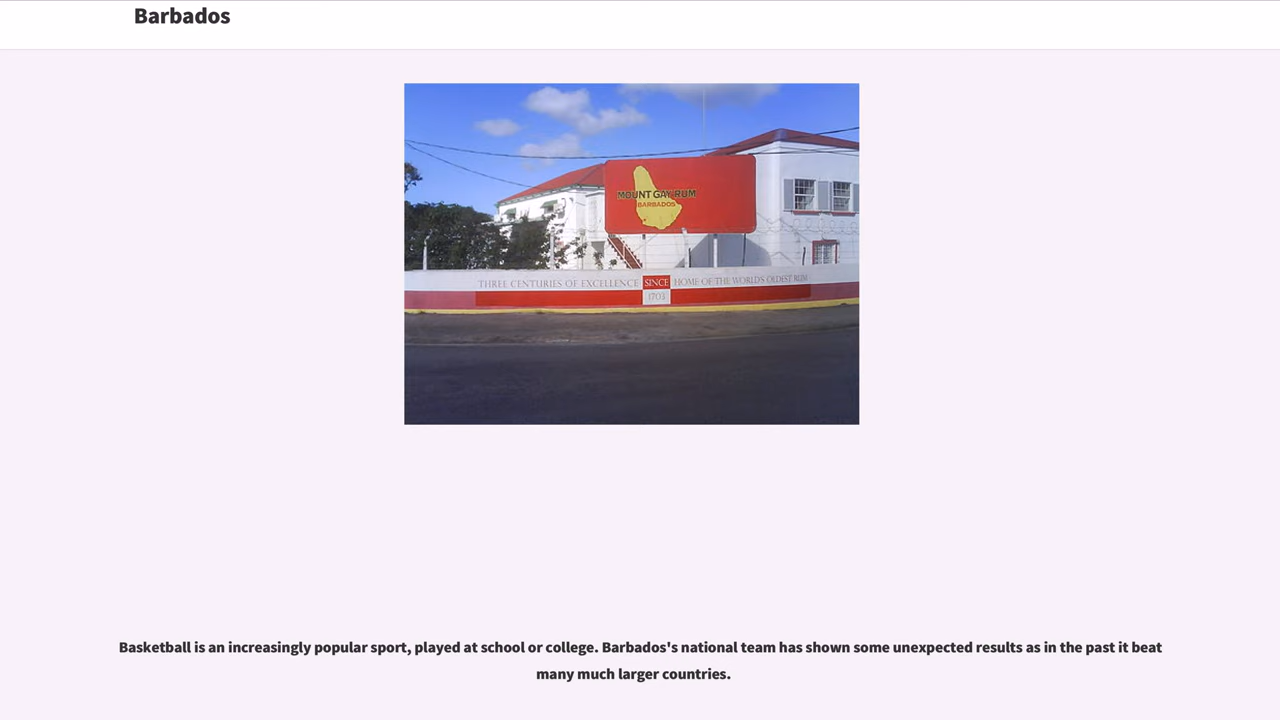 Barbados
MOUNT GAY RUM
BARBADOS
THREE CENTURIES OF EXCELLENCE SINCE HOME OF THE WORLD'S OLDEST RUM
1703
Basketball is an increasingly popular sport, played at school or college. Barbados's national team has shown some unexpected results as in the past it beat
many much larger countries.